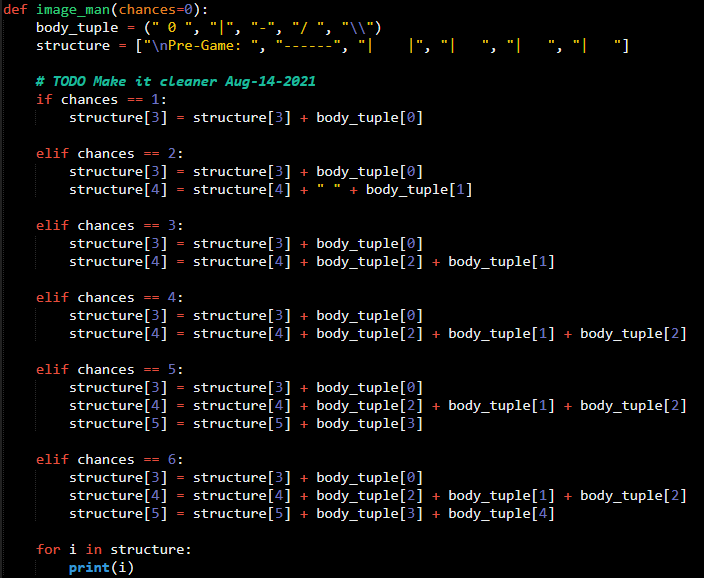 def image_man(chances=0):
    body_tuple = (" 0 ", "|", "-", "/ ", "\\")
    structure = ["\nPre-Game: ", "------", "|    |", "|   ", "|   ", "|   "]

    # TODO Make it cleaner Aug-14-2021
    if chances == 1:
        structure[3] = structure[3] + body_tuple[0]

    elif chances == 2:
        structure[3] = structure[3] + body_tuple[0]
        structure[4] = structure[4] + " " + body_tuple[1]

    elif chances == 3:
        structure[3] = structure[3] + body_tuple[0]
        structure[4] = structure[4] + body_tuple[2] + body_tuple[1]

    elif chances == 4:
        structure[3] = structure[3] + body_tuple[0]
        structure[4] = structure[4] + body_tuple[2] + body_tuple[1] + body_tuple[2]

    elif chances == 5:
        structure[3] = structure[3] + body_tuple[0]
        structure[4] = structure[4] + body_tuple[2] + body_tuple[1] + body_tuple[2]
        structure[5] = structure[5] + body_tuple[3]

    elif chances == 6:
        structure[3] = structure[3] + body_tuple[0]
        structure[4] = structure[4] + body_tuple[2] + body_tuple[1] + body_tuple[2]
        structure[5] = structure[5] + body_tuple[3] + body_tuple[4]

    for i in structure:
        print(i)